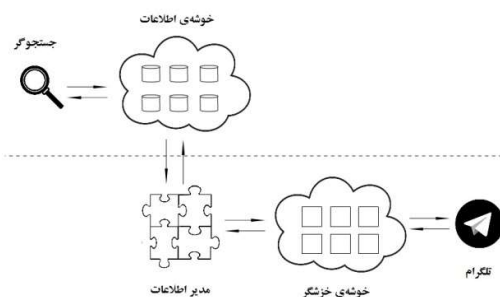 خوشه‌ی اطلاعات
جستجوگر
مدیر اطلاعات
خوشه‌ی خزشگر
تلگرام